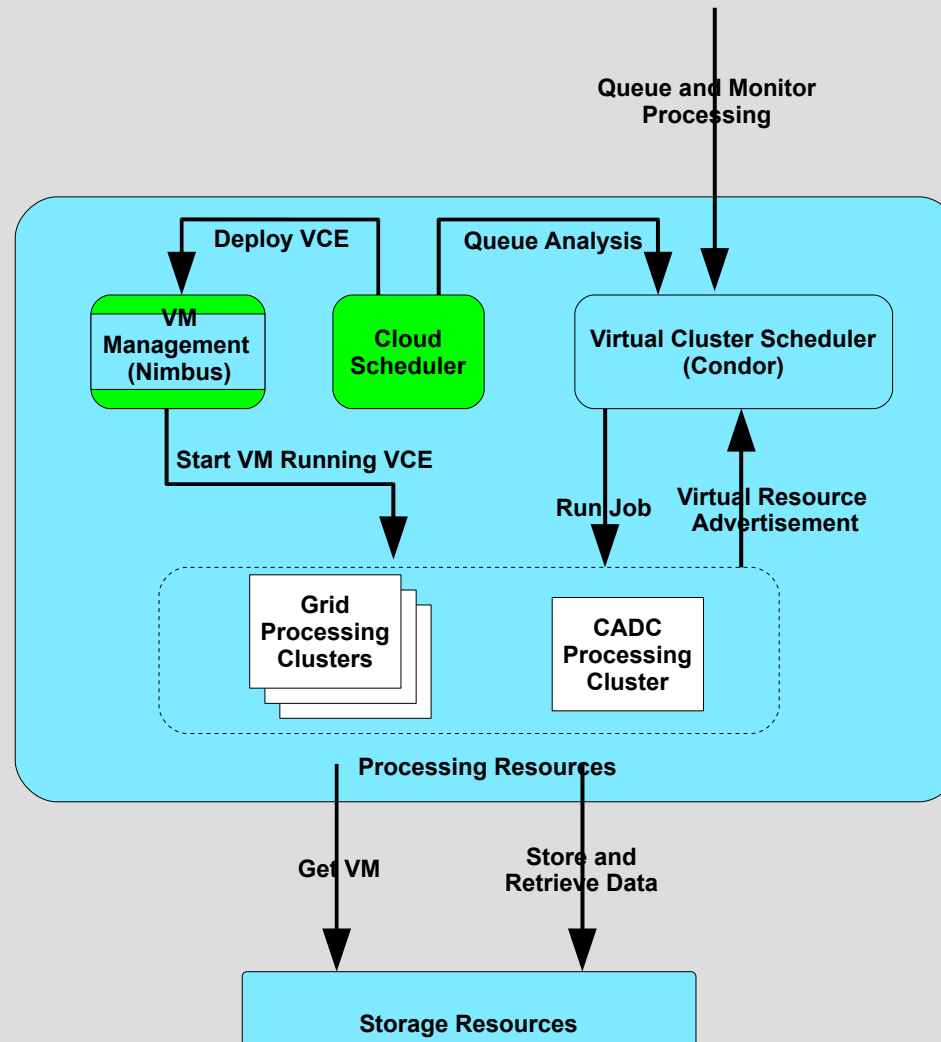 Queue and Monitor
Processing
Deploy VCE
Queue Analysis
VM
Management
(Nimbus)
Cloud
Scheduler
Virtual Cluster Scheduler
(Condor)
Start VM Running VCE
Run Job
Virtual Resource
Advertisement
Grid
Processing
Clusters
CADC
Processing
Cluster
Processing Resources
Get VM
Store and
Retrieve Data
Storage Resources